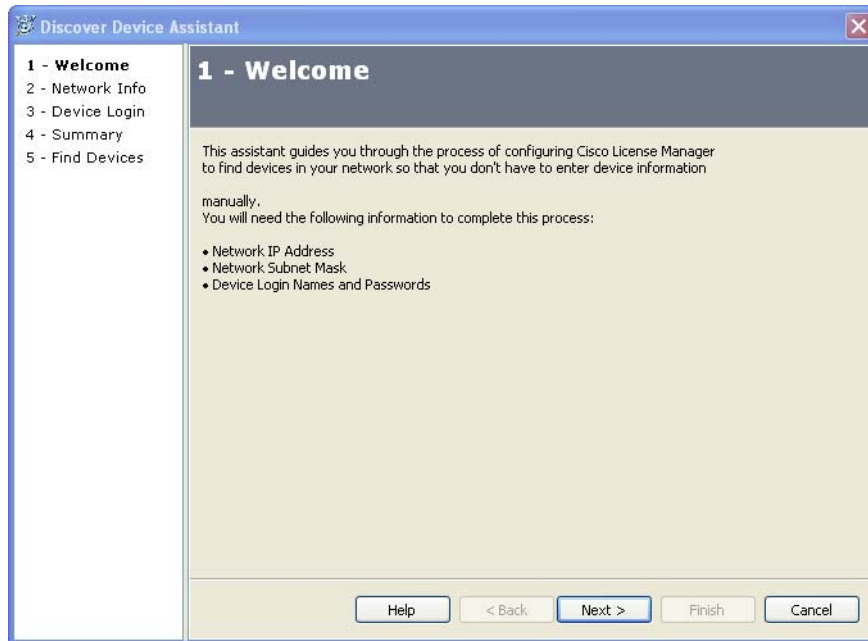 Discover Device Assistant
1 - Welcome
2 - Network Info
3 - Device Login
4 - Summary
5 - Find Devices
1 - Welcome
This assistant guides you through the process of configuring Cisco License Manager
to find devices in your network so that you don't have to enter device information
manually.
You will need the following information to complete this process:
• Network IP Address
• Network Subnet Mask
• Device Login Names and Passwords
Help < Back Next > Finish Cancel